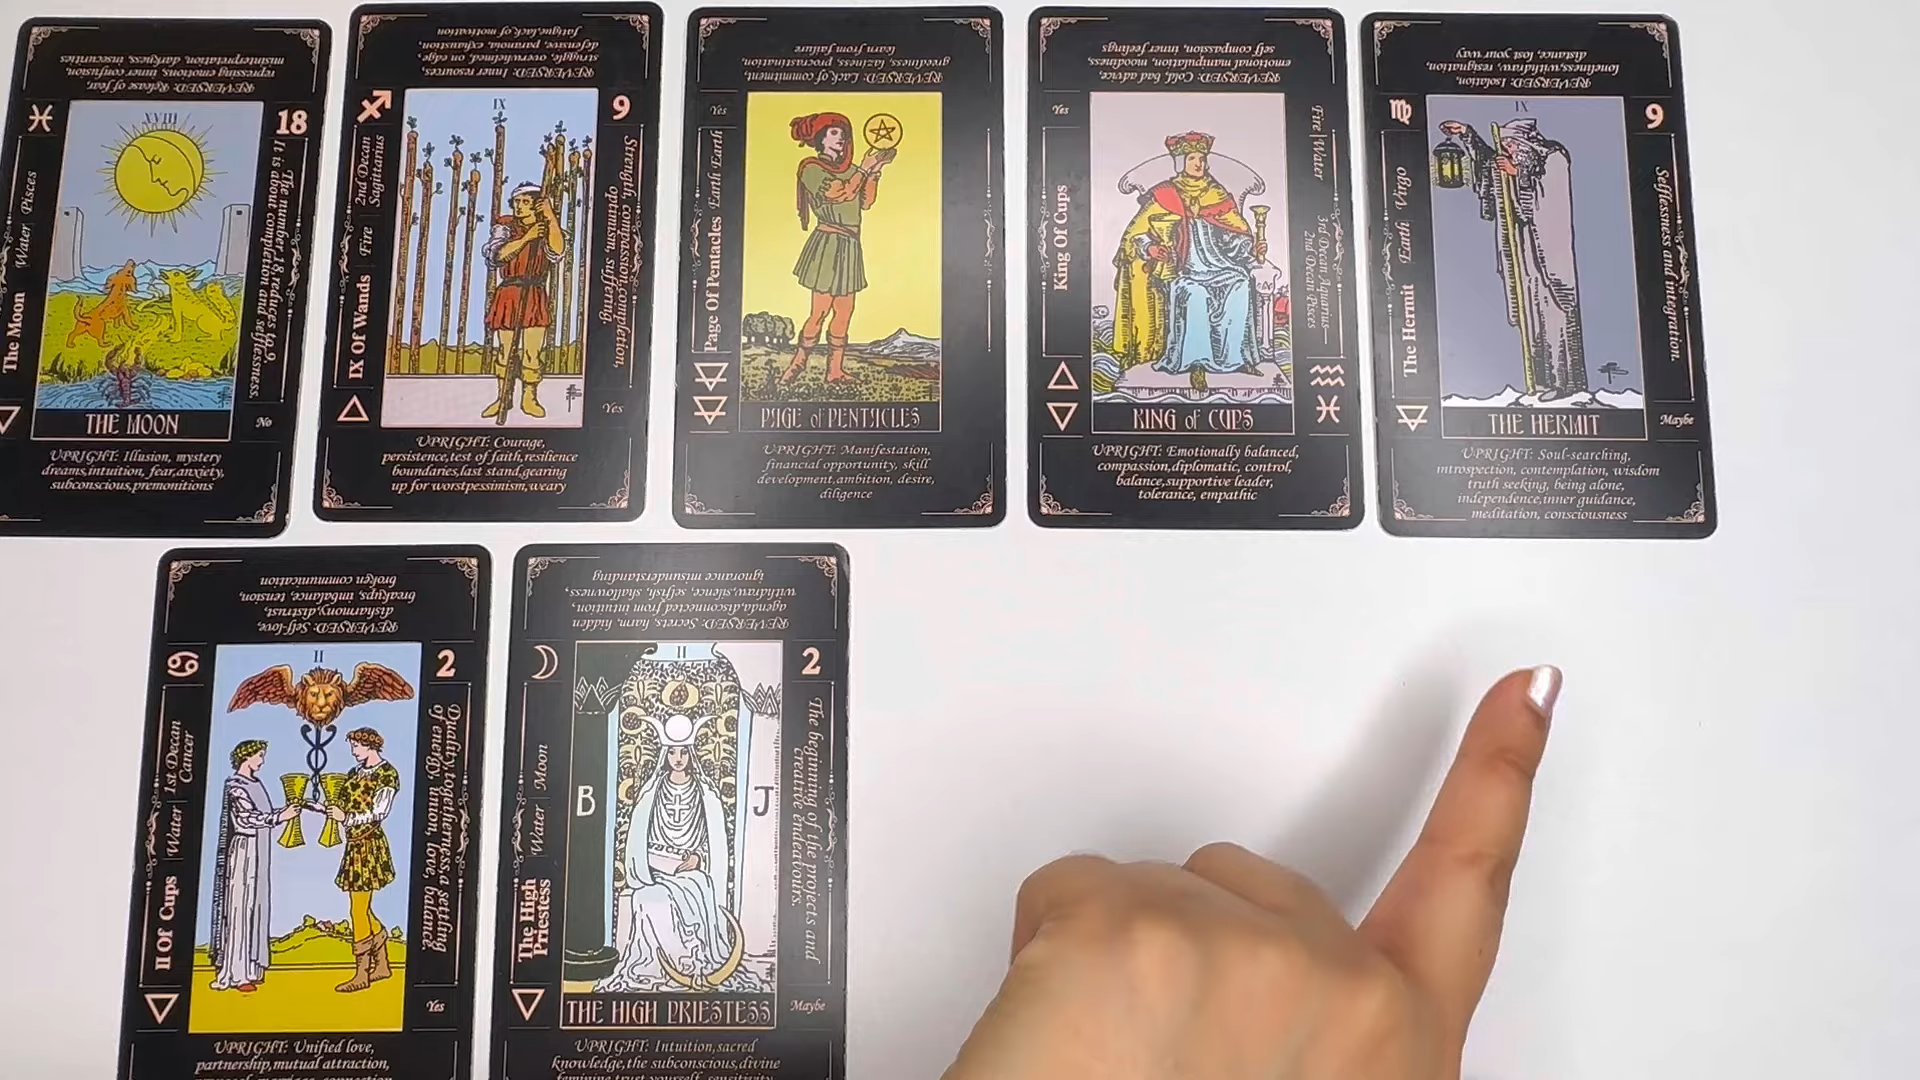 REVERSED: Release of fear,
repressing emotions, inner confusion,
misinterpretation, darkness, insecurities
18
The Moon
Water
Pisces
XVIII
The number 18, reduces to 9.
It is about completion and selflessness.
THE MOON
No
UPRIGHT: Illusion, mystery
dreams,intuition, fear,anxiety,
subconscious,premonitions
REVERSED: Inner resources,
struggle, overwhelmed, on edge,
defensive, paranoia, exhaustion,
fatigue,lack of motivation
9
IX Of Wands
Fire
2nd Decan
Sagittarius
IX
Strength, compassion,completion,
optimism, suffering.
Yes
UPRIGHT: Courage,
persistence,test of faith,resilience
boundaries,last stand,gearing
up for worstpessimism,weary
REVERSED: Lack of commitment,
greediness, laziness, procrastination,
learn from failure
Yes
Page Of Pentacles
Earth Earth
PAGE of PENTACLES
UPRIGHT: Manifestation,
financial opportunity, skill
development,ambition, desire,
diligence
REVERSED: Cold, bad advice,
emotional manipulation, moodiness,
self compassion, inner feelings
Yes
King Of Cups
Fire|Water
3rd Decan Aquarius—
2nd Decan Pisces
KING of CUPS
UPRIGHT: Emotionally balanced,
compassion,diplomatic, control,
balance,supportive leader,
tolerance, empathic
REVERSED: Isolation,
loneliness,withdraw, resignation,
distance, lost your way
9
The Hermit
Earth
Virgo
IX
Selflessness and integration.
THE HERMIT
Maybe
UPRIGHT: Soul-searching,
introspection, contemplation, wisdom
truth seeking, being alone,
independence,inner guidance,
meditation, consciousness
REVERSED: Self-love,
disharmony,distrust,
breakups, imbalance, tension,
broken communication
2
II Of Cups
Water
1st Decan
Cancer
II
Duality,togetherness,a settling
of energy, union, love, balance.
Yes
UPRIGHT: Unified love,
partnership,mutual attraction,
REVERSED: Secrets, harm, hidden
agenda,disconnected from intuition,
withdraw,silence, selfish, shallowness,
ignorance misunderstanding
2
The High
Priestess
Water
Moon
II
B
J
The beginning of the projects and
creative endeavours.
THE HIGH PRIESTESS
Maybe
UPRIGHT: Intuition,sacred
knowledge,the subconscious,divine
feminine,trust yourself, sensitivity